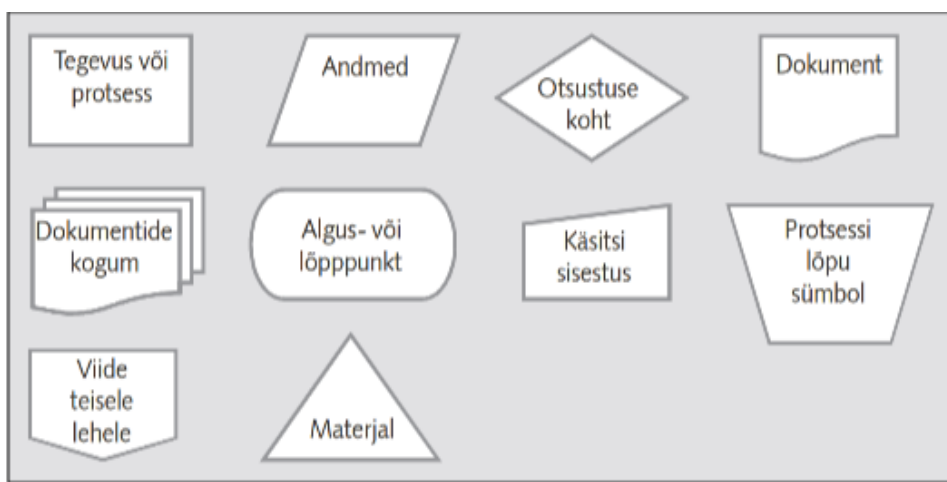 Tegevus või
protsess
Andmed
Otsustuse
koht
Dokument
Dokumentide
kogum
Algus- või
lõpppunkt
Käsitsi
sisestus
Protsessi
lõpu
sümbol
Viide
teisele
lehele
Materjal